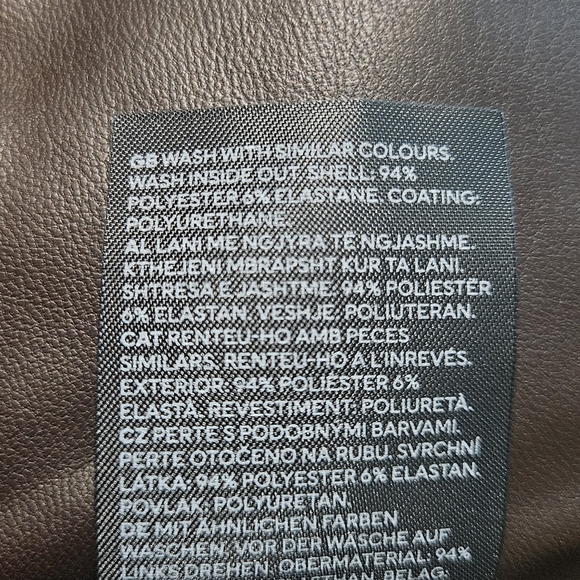 GB WASH WITH SIMILAR COLOURS.
WASH INSIDE OUT. SHELL: 94%
POLYESTER 6% ELASTANE. COATING:
POLYURETHANE.
AL LANI ME NGJYRA TË NGJASHME.
KTHEJENI MBRAPSHT KUR TA LANI.
SHTRESA E JASHTME. 94% POLIESTER
6% ELASTAN. VESHJE. POLIUTERAN.
CAT RENTEU-HO AMB PECES
SIMILARS. RENTEU-HO A L'INREVÉS.
EXTERIOR: 94% POLIÈSTER 6%
ELASTÀ. REVESTIMENT: POLIURETÀ.
CZ PERTE S PODOBNÝMI BARVAMI.
PERTE OTOČENO NA RUBU. SVRCHNÍ
LÁTKA: 94% POLYESTER 6% ELASTAN.
POVLAK: POLYURETAN.
DE MIT ÄHNLICHEN FARBEN
WASCHEN. VOR DER WÄSCHE AUF
LINKS DREHEN. OBERMATERIAL: 94%